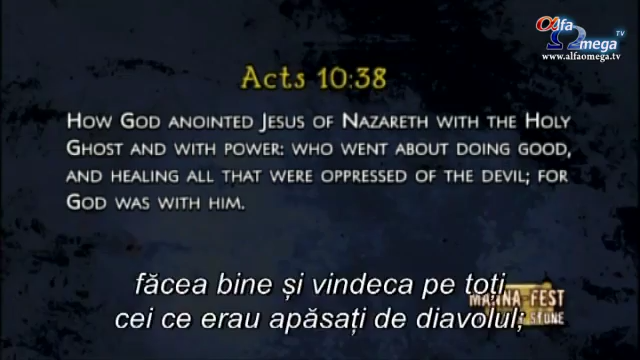 alfa
Omega TV
www.alfaomega.tv
Acts 10:38
How God anointed Jesus of Nazareth with the Holy
Ghost and with power: who went about doing good,
and healing all that were oppressed of the devil; for
God was with him.
făcea bine și vindeca pe toți
cei ce erau apăsați de diavolul;
MANNA-FEST
STONE